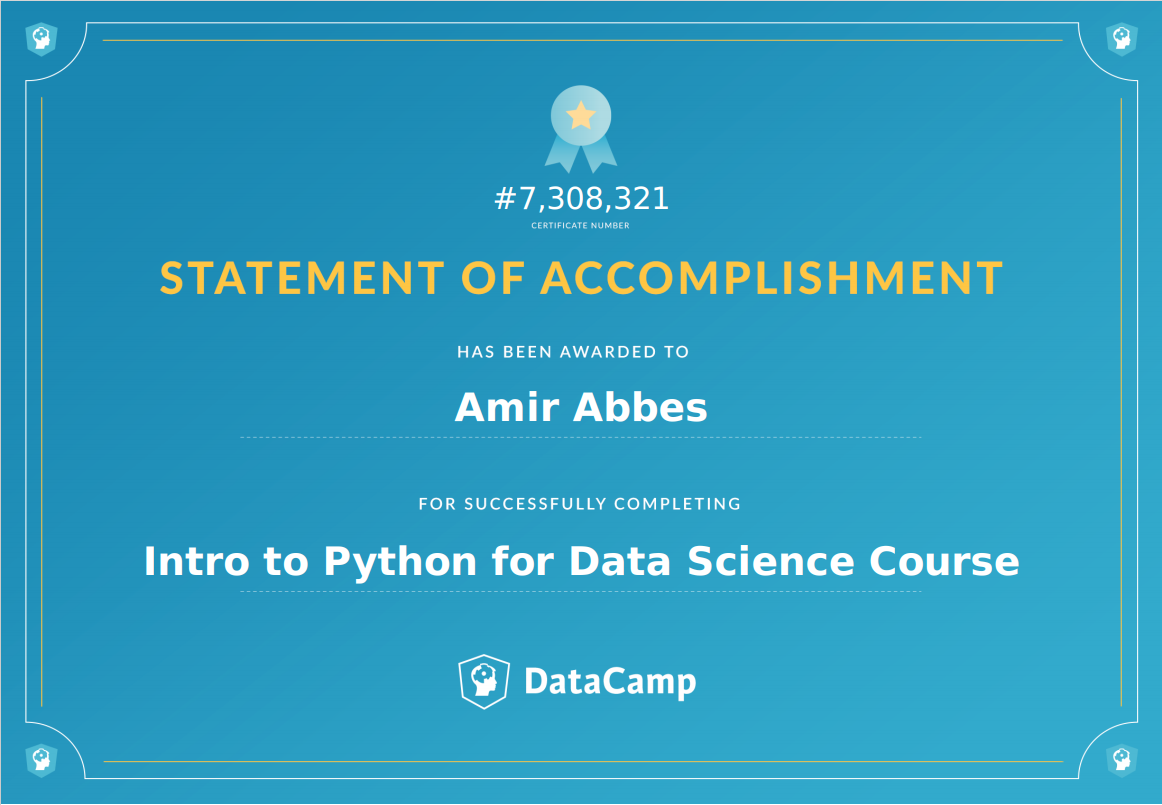 #7,308,321
CERTIFICATE NUMBER
STATEMENT OF ACCOMPLISHMENT
HAS BEEN AWARDED TO
Amir Abbes
FOR SUCCESSFULLY COMPLETING
Intro to Python for Data Science Course
DataCamp